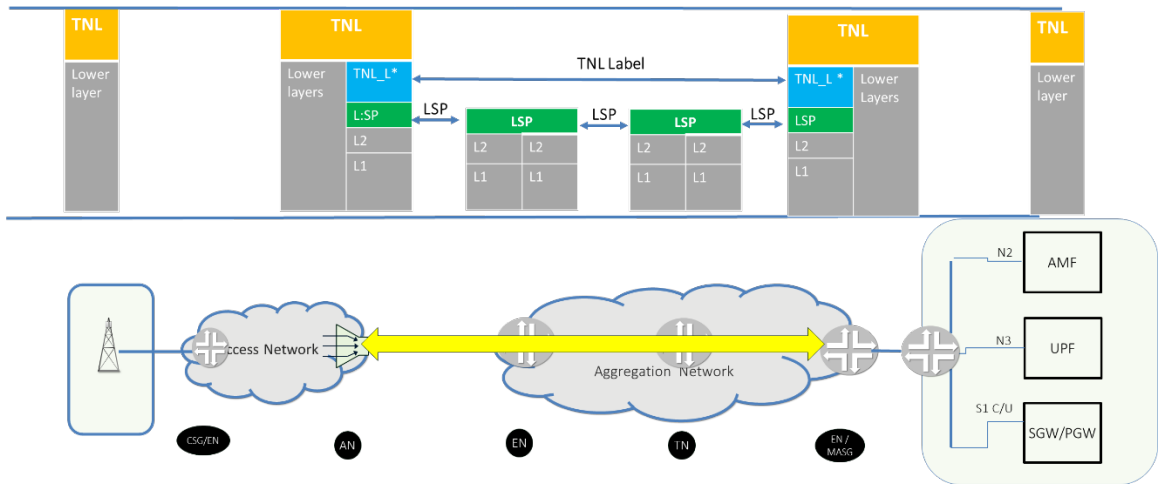 TNL
TNL
TNL
TNL
Lower
layer
Lower
layers
TNL_L*
TNL Label
TNL_L *
Lower
Layers
Lower
layer
L:SP
LSP
LSP
LSP
LSP
LSP
LSP
L2
L2
L2
L2
L2
L2
L1
L1
L1
L1
L1
L1
N2
AMF
ccess Network
Aggregation Network
N3
UPF
S1 C/U
SGW/PGW
CSG/EN
AN
EN
TN
EN /
MASG